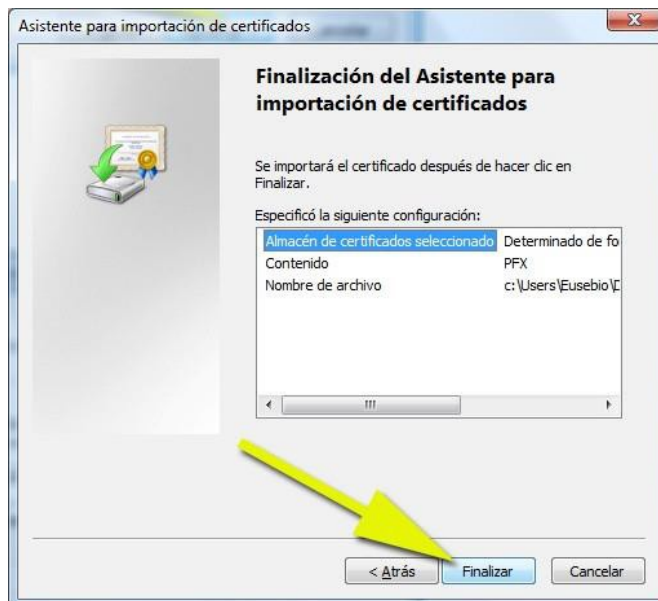 Asistente para importación de certificados
Finalización del Asistente para
importación de certificados
Se importará el certificado después de hacer clic en
Finalizar.
Especificó la siguiente configuración:
Almacén de certificados seleccionado Determinado de fo
Contenido PFX
Nombre de archivo c:\Users\Eusebio\D
< Atrás Finalizar Cancelar